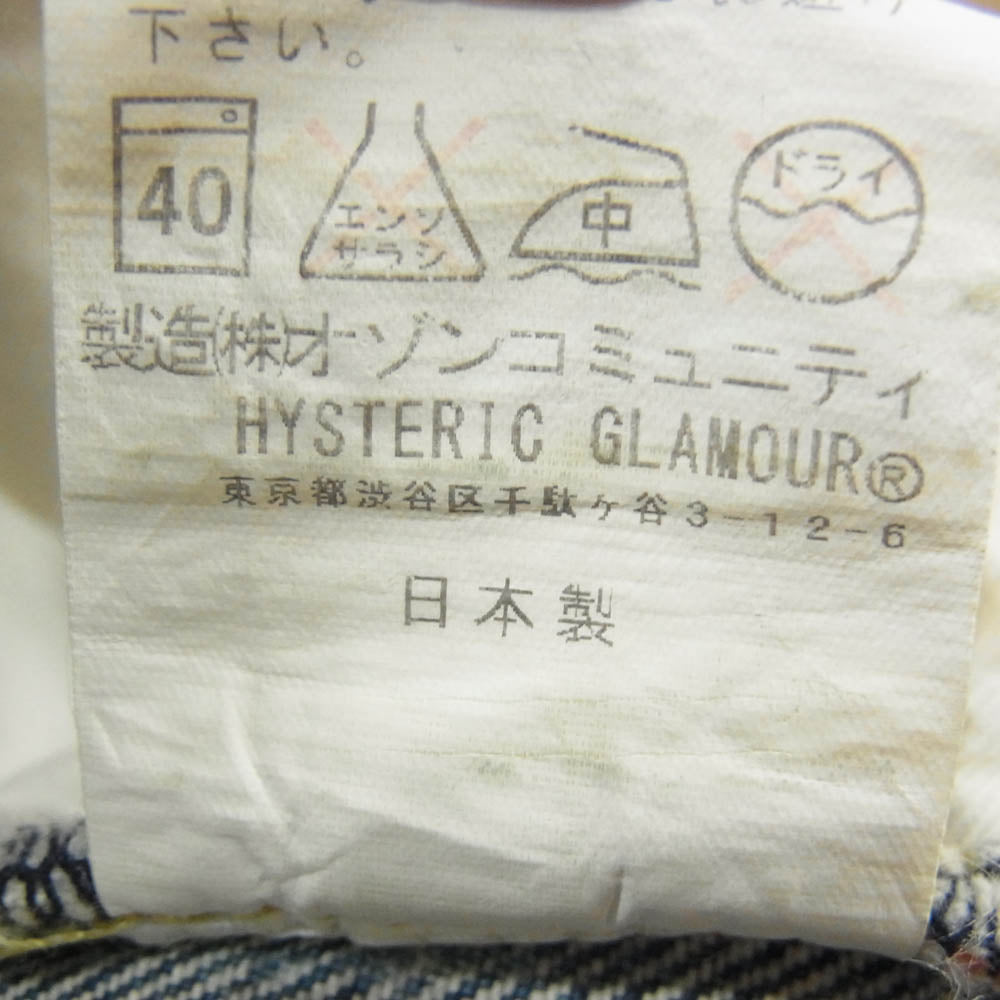 下さい。
40
エンソ
サラシ
中
ドライ
製造(株)オーゾンコミュニティ
HYSTERIC GLAMOUR®
東京都渋谷区千駄ヶ谷3-12-6
日本製